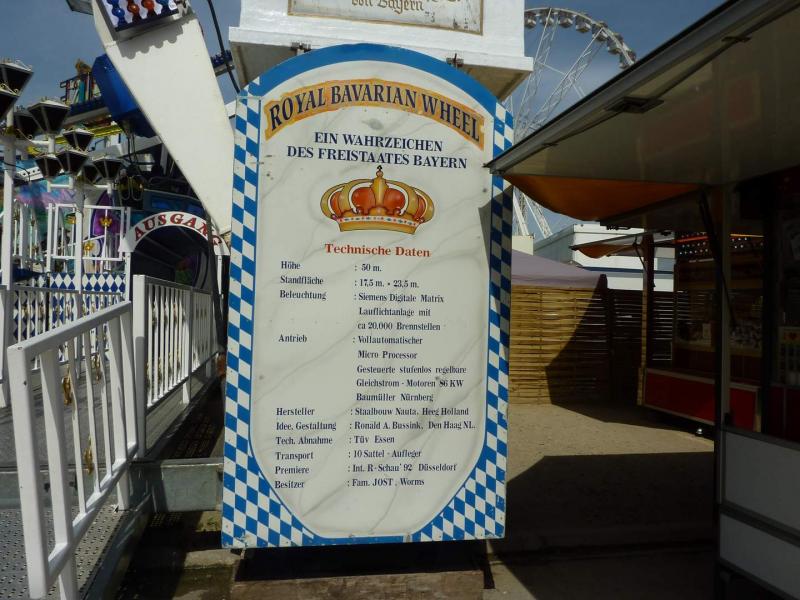 von Bayern
ROYAL BAVARIAN WHEEL
EIN WAHRZEICHEN
DES FREISTAATES BAYERN
Technische Daten
Höhe : 50 m.
Standfläche : 17,5 m. × 23,5 m.
Beleuchtung : Siemens Digitale Matrix
Lauflichtanlage mit
ca 20.000 Brennstellen
Antrieb : Vollautomatischer
Micro Processor
Gesteuerte stufenlos regelbare
Gleichstrom - Motoren 86 KW
Baumüller Nürnberg
Hersteller : Staalbouw Nauta. Heeg Holland
Idee, Gestaltung : Ronald A. Bussink, Den Haag NL.
Tech. Abnahme : Tüv Essen
Transport : 10 Sattel - Auflieger
Premiere : Int. R - Schau' 92 Düsseldorf
Besitzer : Fam. JOST, Worms
AUSGANG